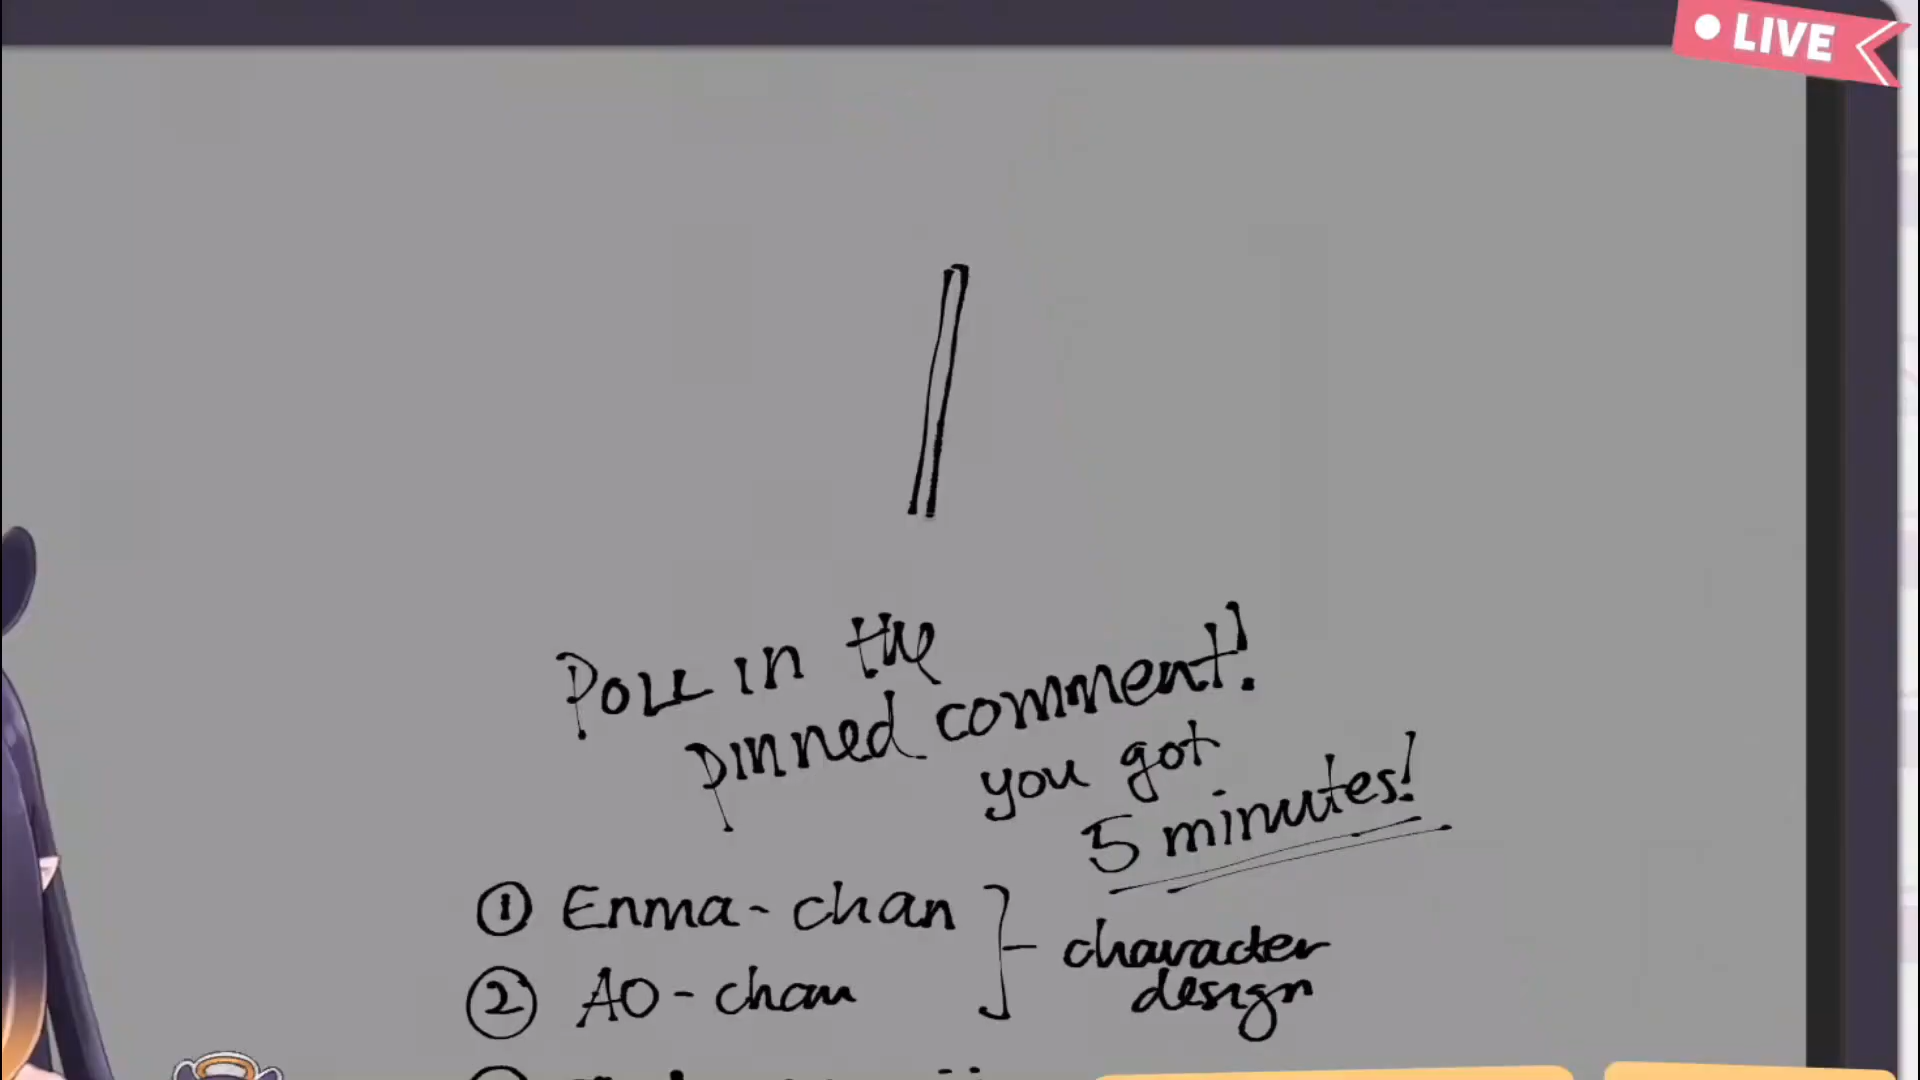 LIVE
POLL IN the
pinned comment!
you got
5 minutes!
① Enma-chan
② AO-chan
character
design